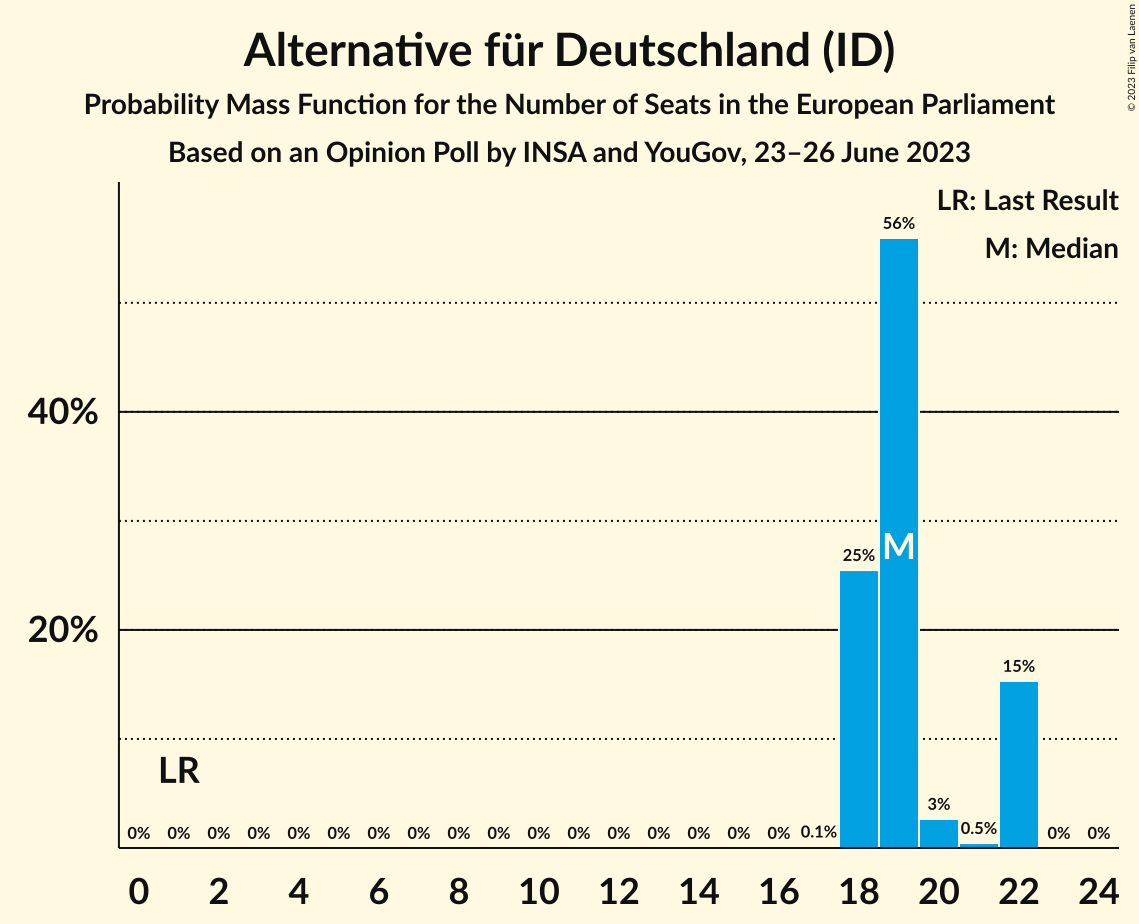 Alternative für Deutschland (ID)
Probability Mass Function for the Number of Seats in the European Parliament
Based on an Opinion Poll by INSA and YouGov, 23–26 June 2023
© 2023 Filip van Laenen
LR: Last Result
M: Median
56%
40%
25%
M
20%
15%
LR
3%
0% 0% 0% 0% 0% 0% 0% 0% 0% 0% 0% 0% 0% 0% 0% 0% 0% 0.1% 0.5% 0% 0%
0 2 4 6 8 10 12 14 16 18 20 22 24